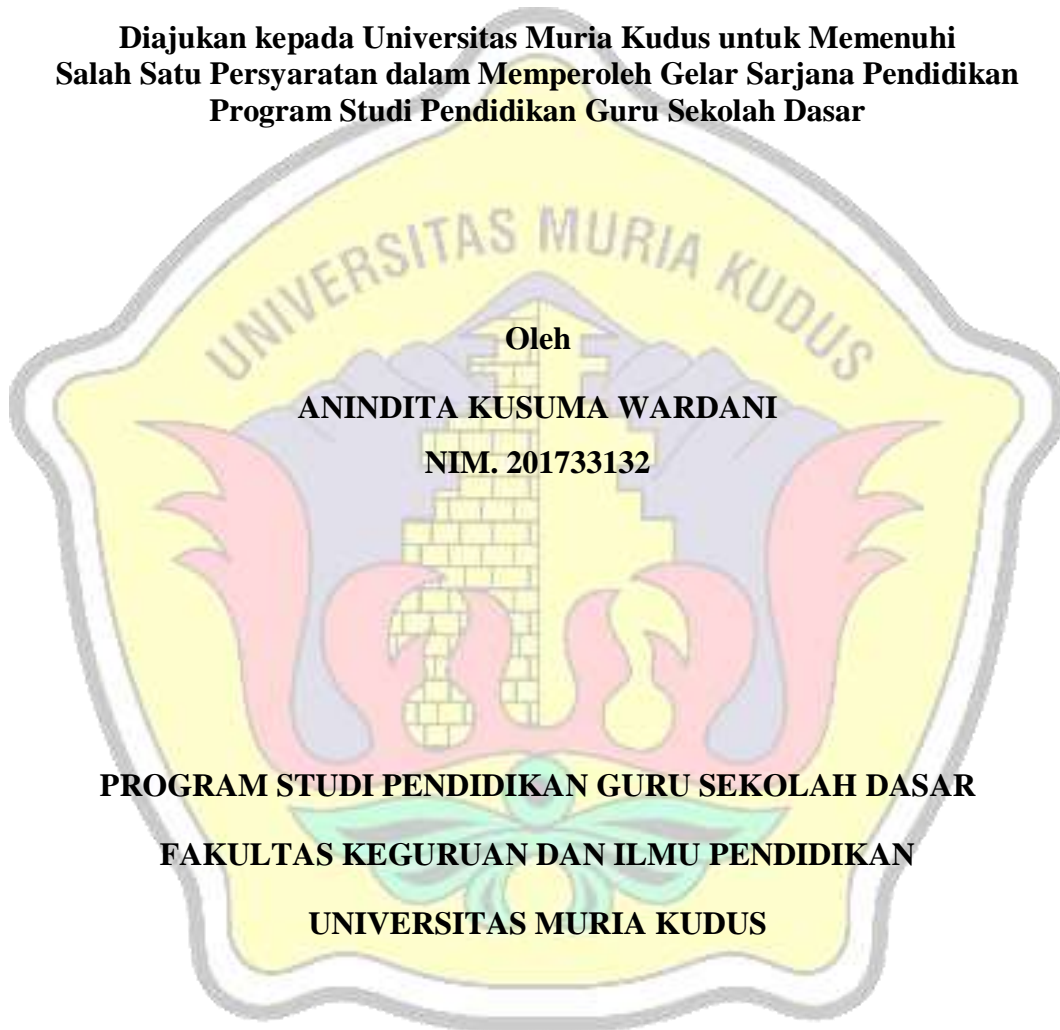 Diajukan kepada Universitas Muria Kudus untuk Memenuhi
Salah Satu Persyaratan dalam Memperoleh Gelar Sarjana Pendidikan
Program Studi Pendidikan Guru Sekolah Dasar
UNIVERSITAS MURIA KUDUS
Oleh
ANINDITA KUSUMA WARDANI
NIM. 201733132
PROGRAM STUDI PENDIDIKAN GURU SEKOLAH DASAR
FAKULTAS KEGURUAN DAN ILMU PENDIDIKAN
UNIVERSITAS MURIA KUDUS